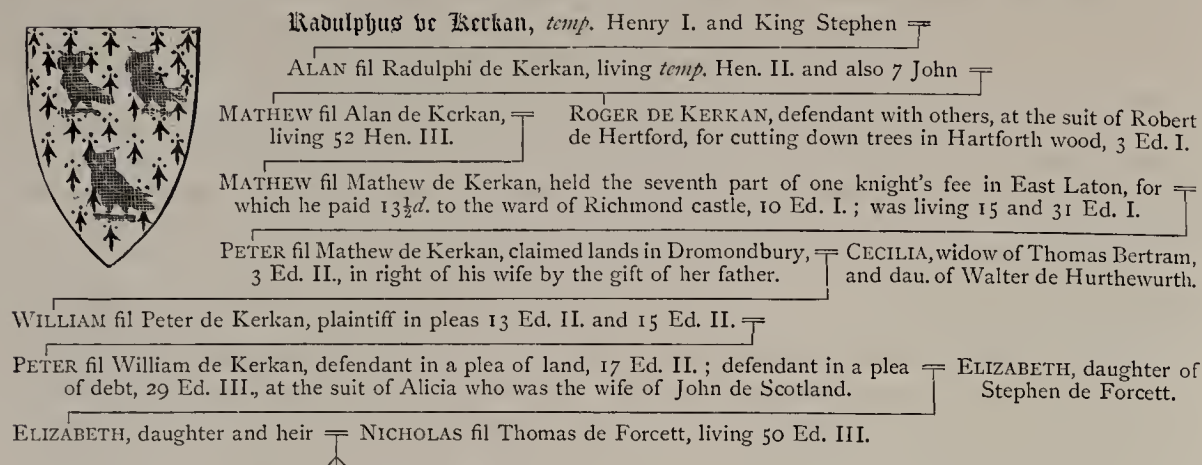 Radulphus de Kerkan, temp. Henry I. and King Stephen
ALAN fil Radulphi de Kerkan, living temp. Hen. II. and also 7 John
MATHEW fil Alan de Kerkan,
living 52 Hen. III.
ROGER DE KERKAN, defendant with others, at the suit of Robert
de Hertford, for cutting down trees in Hartforth wood, 3 Ed. I.
MATHEW fil Mathew de Kerkan, held the seventh part of one knight's fee in East Laton, for
which he paid 13½d. to the ward of Richmond castle, 10 Ed. I.; was living 15 and 31 Ed. I.
PETER fil Mathew de Kerkan, claimed lands in Dromondbury,
3 Ed. II., in right of his wife by the gift of her father.
CECILIA, widow of Thomas Bertram,
and dau. of Walter de Hurthewurth.
WILLIAM fil Peter de Kerkan, plaintiff in pleas 13 Ed. II. and 15 Ed. II.
PETER fil William de Kerkan, defendant in a plea of land, 17 Ed. II.; defendant in a plea
of debt, 29 Ed. III., at the suit of Alicia who was the wife of John de Scotland.
ELIZABETH, daughter of
Stephen de Forcett.
ELIZABETH, daughter and heir
NICHOLAS fil Thomas de Forcett, living 50 Ed. III.